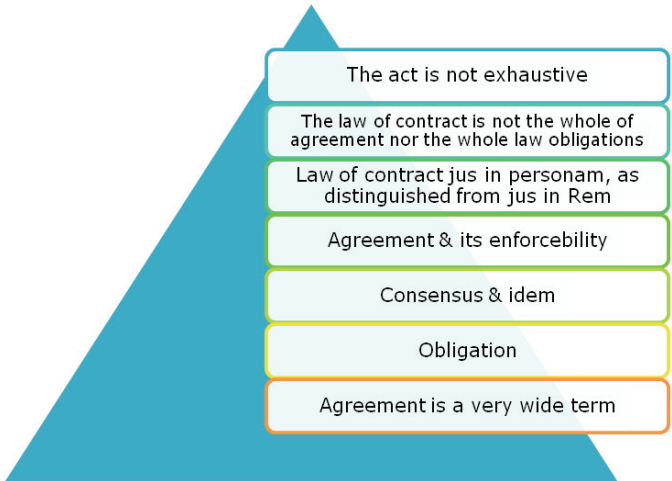 The act is not exhaustive
The law of contract is not the whole of
agreement nor the whole law obligations
Law of contract jus in personam, as
distinguished from jus in Rem
Agreement & its enforcebility
Consensus & idem
Obligation
Agreement is a very wide term